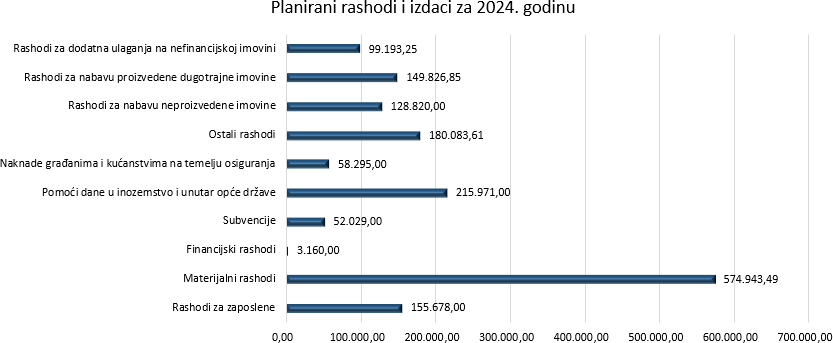 Planirani rashodi i izdaci za 2024. godinu
Rashodi za dodatna ulaganja na nefinancijskoj imovini 99.193,25
Rashodi za nabavu proizvedene dugotrajne imovine 149.826,85
Rashodi za nabavu neproizvedene imovine 128.820,00
Ostali rashodi 180.083,61
Naknade građanima i kućanstvima na temelju osiguranja 58.295,00
Pomoći dane u inozemstvo i unutar opće države 215.971,00
Subvencije 52.029,00
Financijski rashodi 3.160,00
Materijalni rashodi 574.943,49
Rashodi za zaposlene 155.678,00
0,00 100.000,00 200.000,00 300.000,00 400.000,00 500.000,00 600.000,00 700.000,00